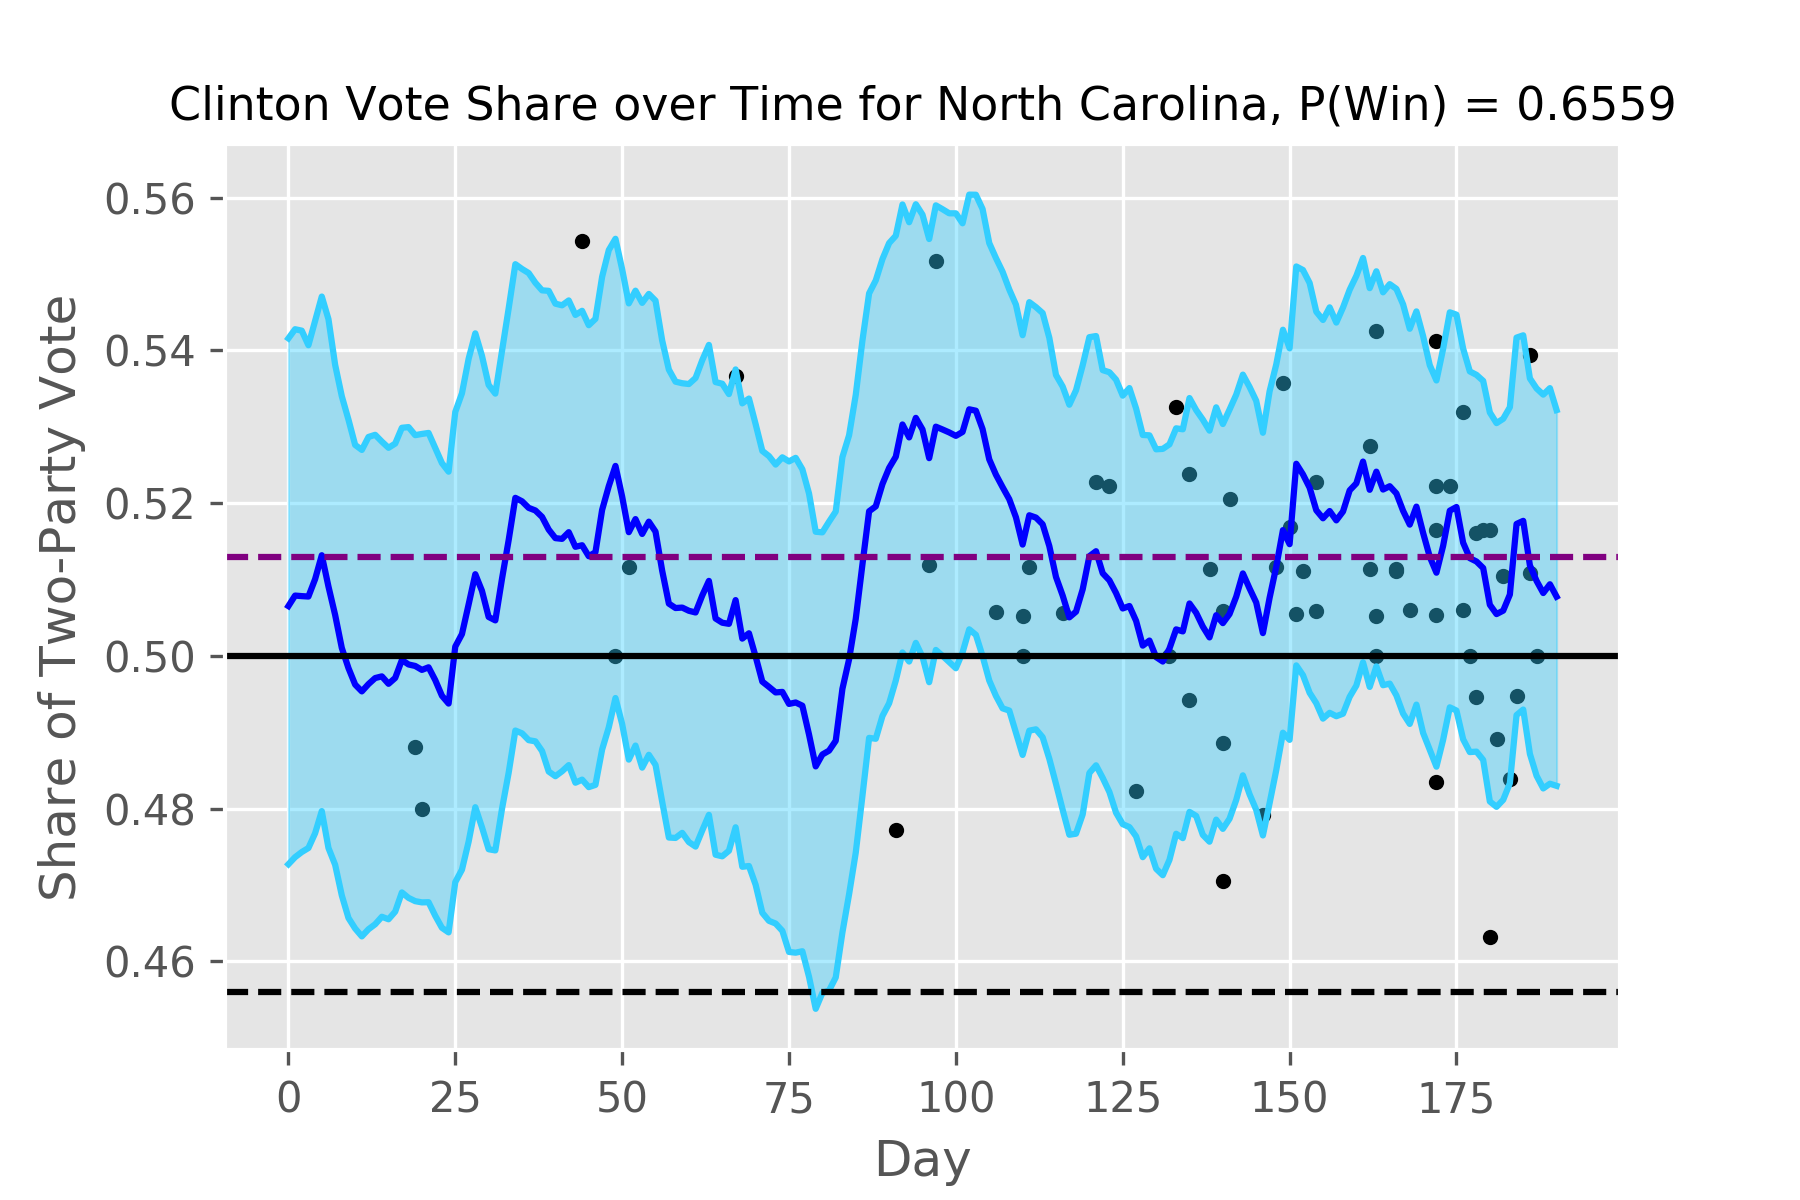 Clinton Vote Share over Time for North Carolina, P(Win) = 0.6559
Share of Two-Party Vote
0.56
0.54
0.52
0.50
0.48
0.46
0 25 50 75 100 125 150 175
Day